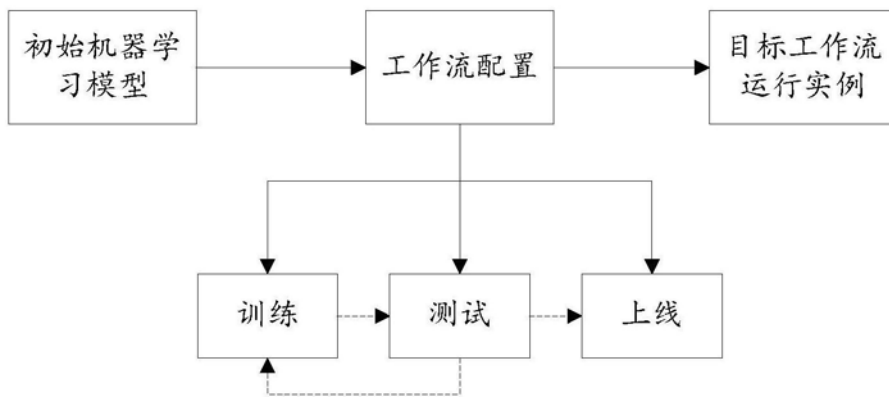 初始机器学
习模型
工作流配置
目标工作流
运行实例
训练
测试
上线